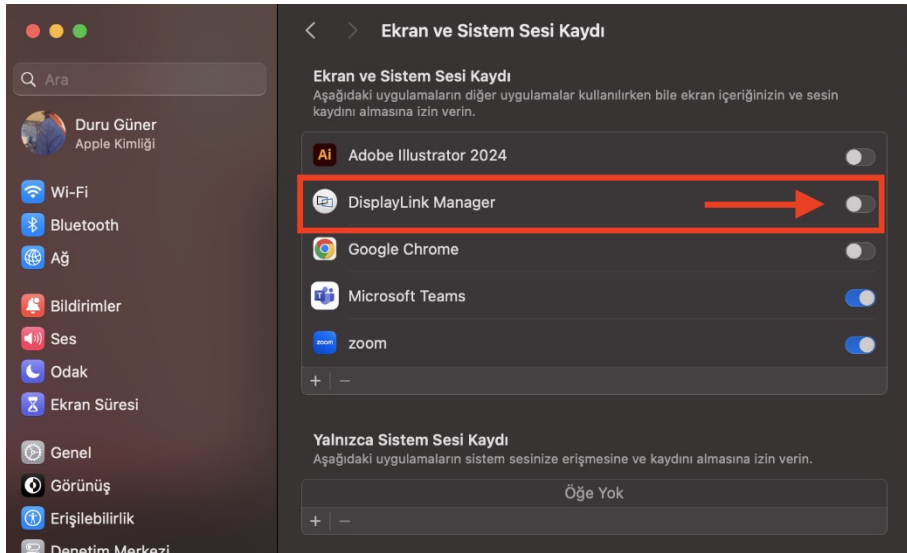 Ekran ve Sistem Sesi Kaydı
Ara
Duru Güner
Apple Kimliği
Wi-Fi
Bluetooth
Ağ
Bildirimler
Ses
Odak
Ekran Süresi
Genel
Görünüş
Erişilebilirlik
Denetim Merkezi
Ekran ve Sistem Sesi Kaydı
Aşağıdaki uygulamaların diğer uygulamalar kullanılırken bile ekran içeriğinizin ve sesin
kaydını almasına izin verin.
Ai Adobe Illustrator 2024
DisplayLink Manager
Google Chrome
Microsoft Teams
zoom zoom
+ −
Yalnızca Sistem Sesi Kaydı
Aşağıdaki uygulamaların sistem sesinize erişmesine ve kaydını almasına izin verin.
Öğe Yok
+ −